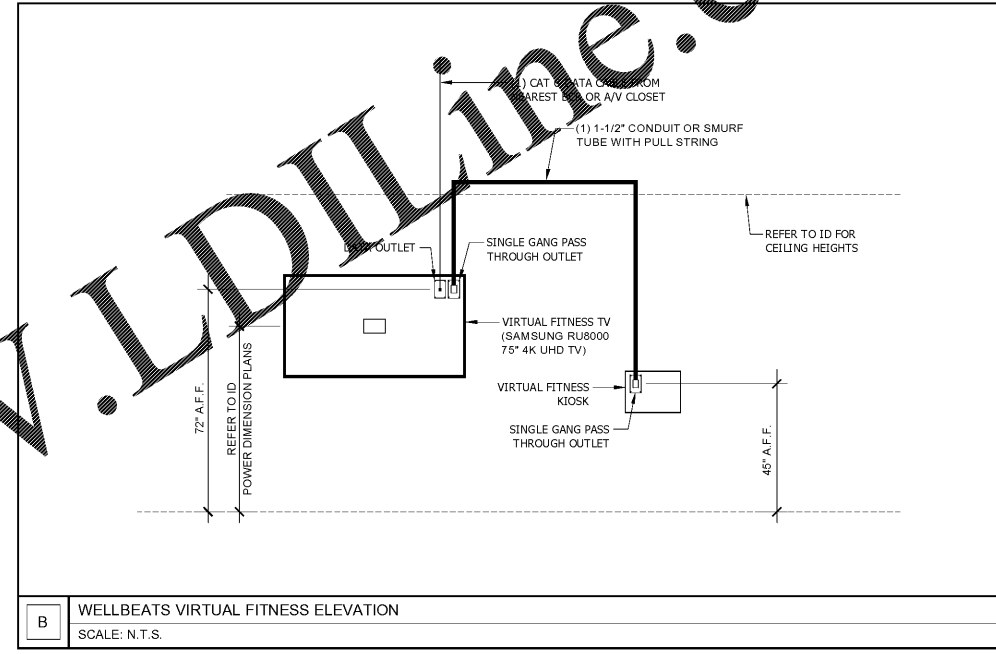 V.LDILine.c
(1) CAT 6 DATA CABLE FROM
NEAREST BCR OR A/V CLOSET
(1) 1-1/2" CONDUIT OR SMURF
TUBE WITH PULL STRING
REFER TO ID FOR
CEILING HEIGHTS
DATA OUTLET
SINGLE GANG PASS
THROUGH OUTLET
VIRTUAL FITNESS TV
(SAMSUNG RU8000
75" 4K UHD TV)
VIRTUAL FITNESS
KIOSK
SINGLE GANG PASS
THROUGH OUTLET
72" A.F.F.
REFER TO ID
POWER DIMENSION PLANS
45" A.F.F.
B
WELLBEATS VIRTUAL FITNESS ELEVATION
SCALE: N.T.S.